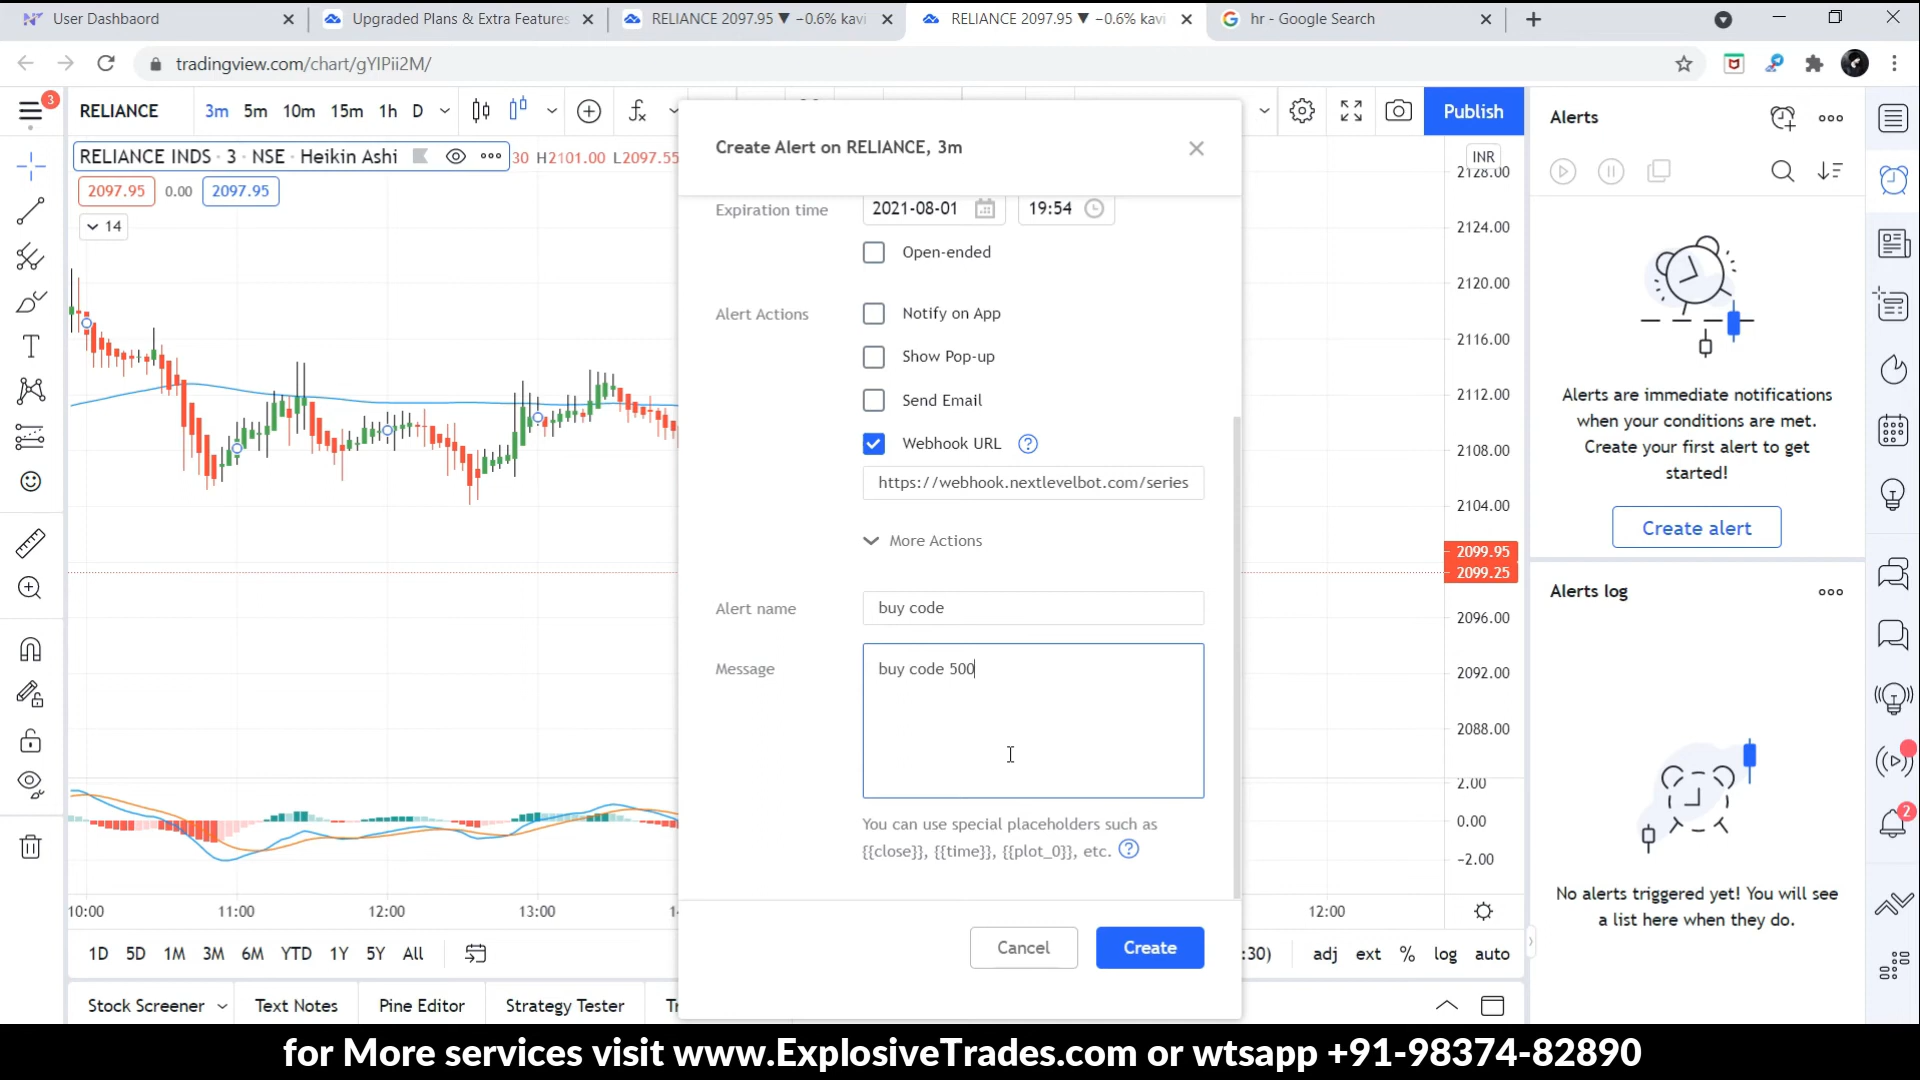 User Dashbaord
Upgraded Plans & Extra Features
RELIANCE 2097.95 ▼ −0.6% kavi
RELIANCE 2097.95 ▼ −0.6% kavi
hr - Google Search
tradingview.com/chart/gYIPii2M/
3
RELIANCE
3m 5m 10m 15m 1h D
Publish
RELIANCE INDS · 3 · NSE · Heikin Ashi
30 H2101.00 L2097.55
2097.95 0.00 2097.95
14
Create Alert on RELIANCE, 3m
Expiration time
2021-08-01
19:54
Open-ended
Alert Actions
Notify on App
Show Pop-up
Send Email
Webhook URL
https://webhook.nextlevelbot.com/series
More Actions
Alert name
buy code
Message
buy code 500
You can use special placeholders such as
{{close}}, {{time}}, {{plot_0}}, etc.
Cancel
Create
INR
2128.00
2124.00
2120.00
2116.00
2112.00
2108.00
2104.00
2099.95
2099.25
2096.00
2092.00
2088.00
2.00
0.00
−2.00
10:00 11:00 12:00 13:00 12:00
1D 5D 1M 3M 6M YTD 1Y 5Y All
:30) adj ext % log auto
Stock Screener Text Notes Pine Editor Strategy Tester
Alerts
Alerts are immediate notifications
when your conditions are met.
Create your first alert to get
started!
Create alert
Alerts log
No alerts triggered yet! You will see
a list here when they do.
2
for More services visit www.ExplosiveTrades.com or wtsapp +91-98374-82890